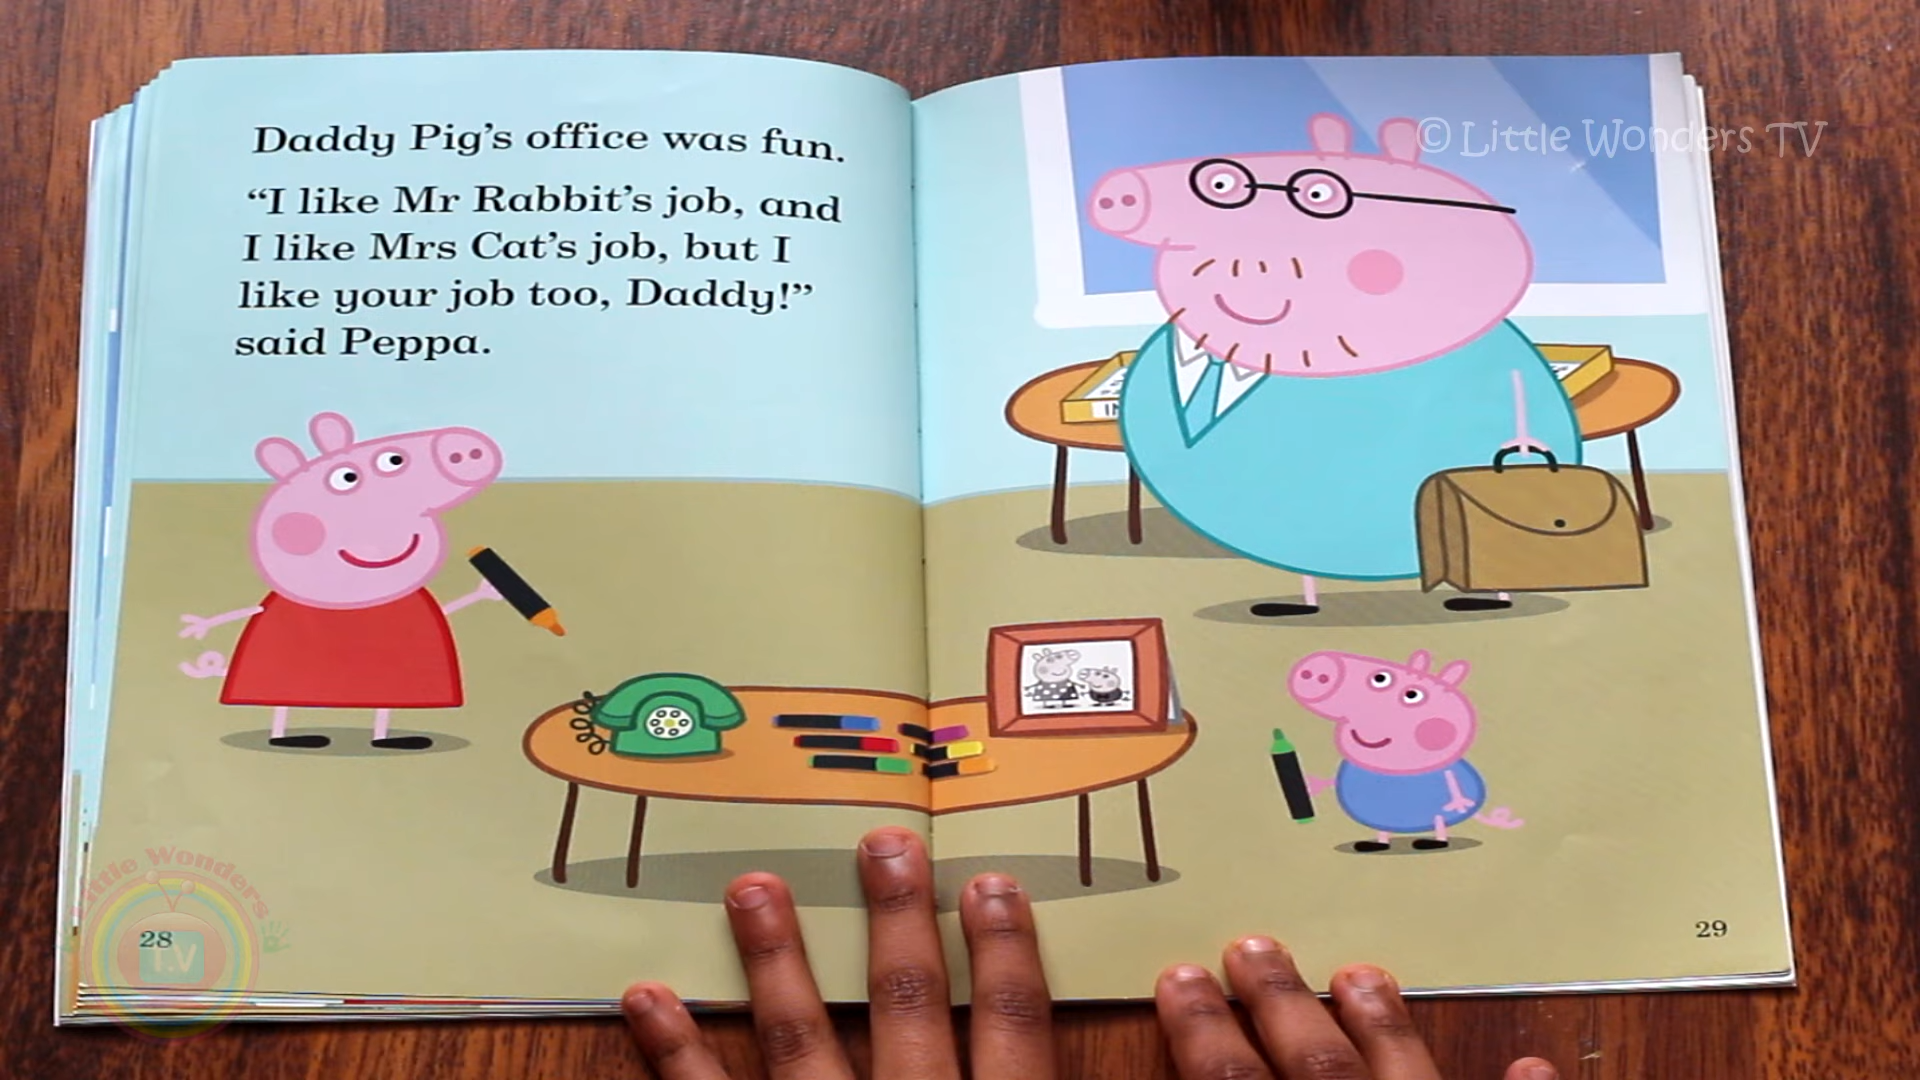 © Little Wonders TV
Daddy Pig's office was fun.
“I like Mr Rabbit's job, and
I like Mrs Cat's job, but I
like your job too, Daddy!”
said Peppa.
Little Wonders
T.V
28
29